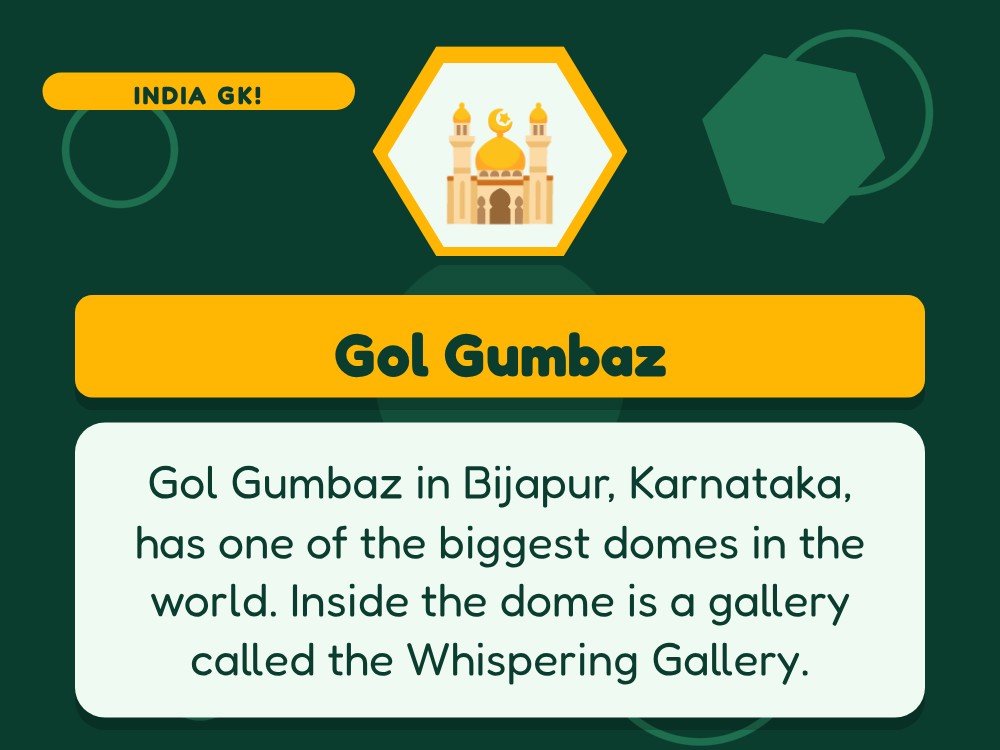 INDIA GK!
Gol Gumbaz
Gol Gumbaz in Bijapur, Karnataka,
has one of the biggest domes in the
world. Inside the dome is a gallery
called the Whispering Gallery.